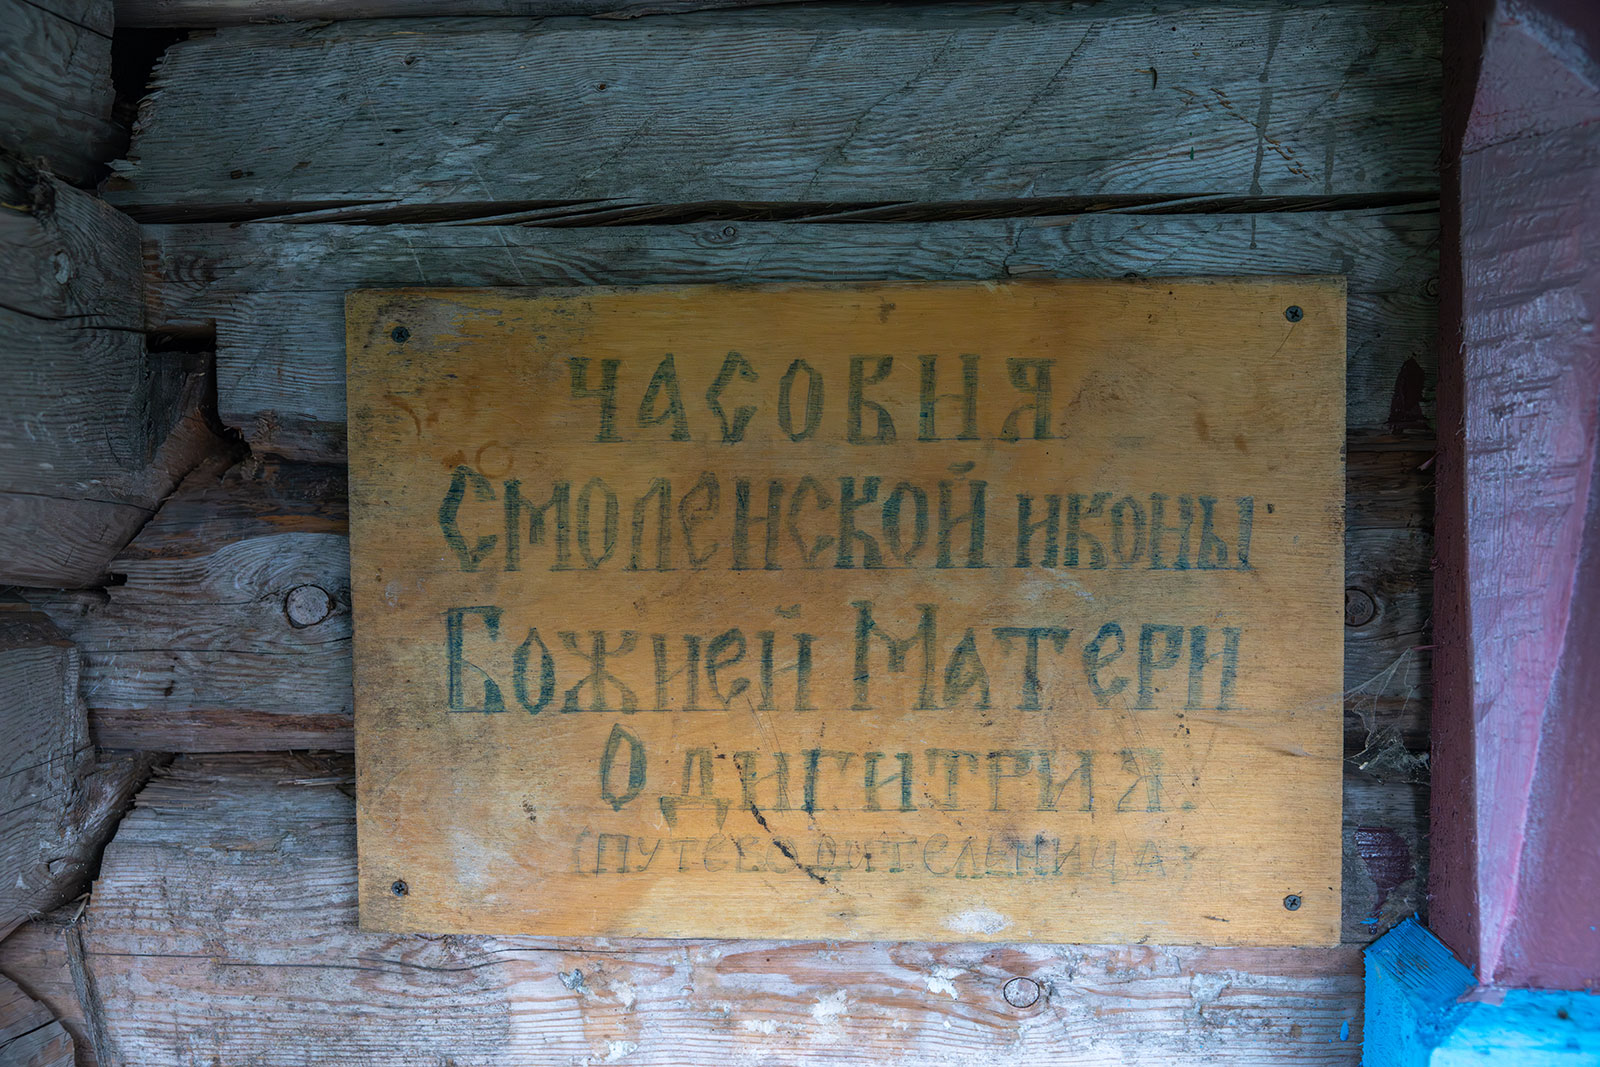 ЧАСОВНЯ
СМОЛЕНСКОЙ ИКОНЫ
БОЖИЕЙ МАТЕРИ
ОДИГИТРИЯ
(ПУТЕВОДИТЕЛЬНИЦА)